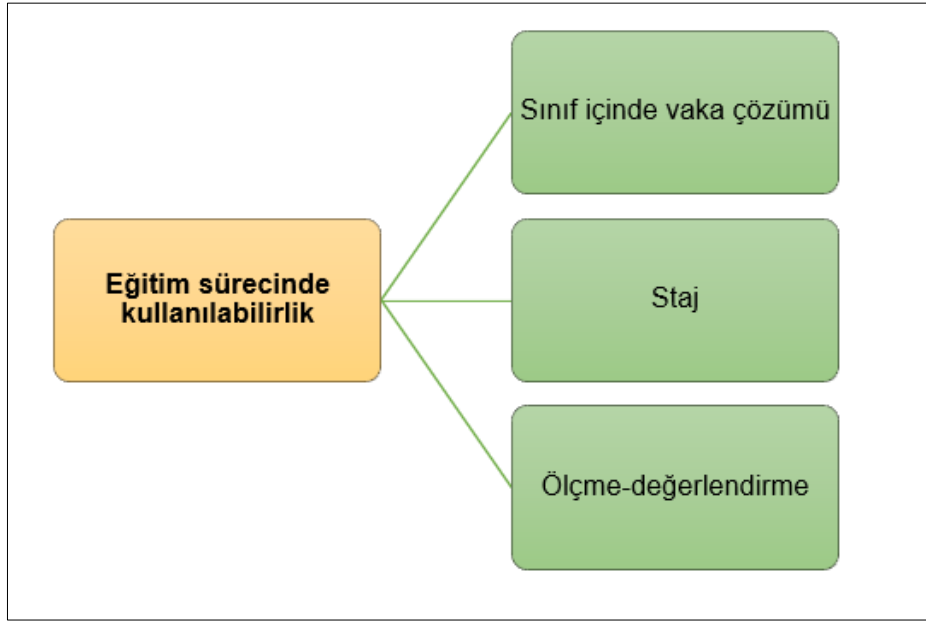 Sınıf içinde vaka çözümü
Eğitim sürecinde
kullanılabilirlik
Staj
Ölçme-değerlendirme